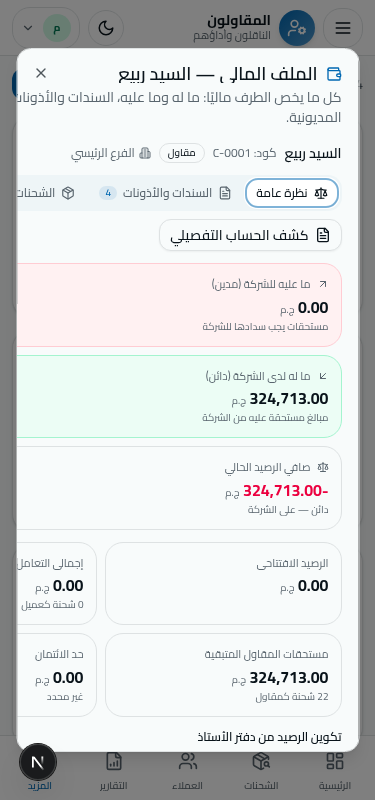 المقاولون
الناقلون وأداؤهم
م
الملف المالي — السيد ربيع
كل ما يخص الطرف ماليًا: ما له وما عليه، السندات والأذونات
المديونية.
السيد ربيع
كود: C-0001
مقاول
الفرع الرئيسي
نظرة عامة
السندات والأذونات
4
الشحنات
كشف الحساب التفصيلي
ما عليه للشركة (مدين)
0.00 ج.م
مستحقات يجب سدادها للشركة
ما له لدى الشركة (دائن)
324,713.00 ج.م
مبالغ مستحقة عليه من الشركة
صافي الرصيد الحالي
-324,713.00 ج.م
دائن — على الشركة
الرصيد الافتتاحي
0.00 ج.م
إجمالي التعامل
0.00 ج.م
0 شحنة كعميل
مستحقات المقاول المتبقية
324,713.00 ج.م
22 شحنة كمقاول
حد الائتمان
0.00 ج.م
غير محدد
تكوين الرصيد من دفتر الأستاذ
الرئيسية
الشحنات
العملاء
التقارير
المزيد
N